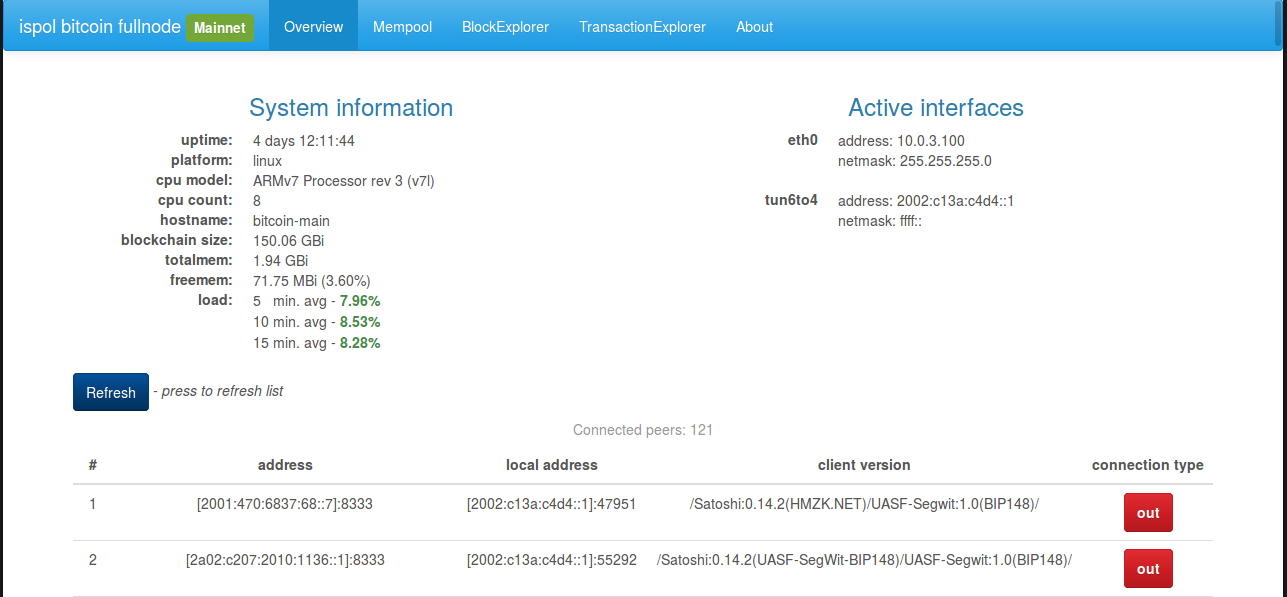 ispol bitcoin fullnode Mainnet Overview Mempool BlockExplorer TransactionExplorer About
System information
uptime: 4 days 12:11:44
platform: linux
cpu model: ARMv7 Processor rev 3 (v7l)
cpu count: 8
hostname: bitcoin-main
blockchain size: 150.06 GBi
totalmem: 1.94 GBi
freemem: 71.75 MBi (3.60%)
load: 5 min. avg - 7.96%
10 min. avg - 8.53%
15 min. avg - 8.28%
Active interfaces
eth0 address: 10.0.3.100
netmask: 255.255.255.0
tun6to4 address: 2002:c13a:c4d4::1
netmask: ffff::
Refresh - press to refresh list
Connected peers: 121
# address local address client version connection type
1 [2001:470:6837:68::7]:8333 [2002:c13a:c4d4::1]:47951 /Satoshi:0.14.2(HMZK.NET)/UASF-Segwit:1.0(BIP148)/ out
2 [2a02:c207:2010:1136::1]:8333 [2002:c13a:c4d4::1]:55292 /Satoshi:0.14.2(UASF-SegWit-BIP148)/UASF-Segwit:1.0(BIP148)/ out